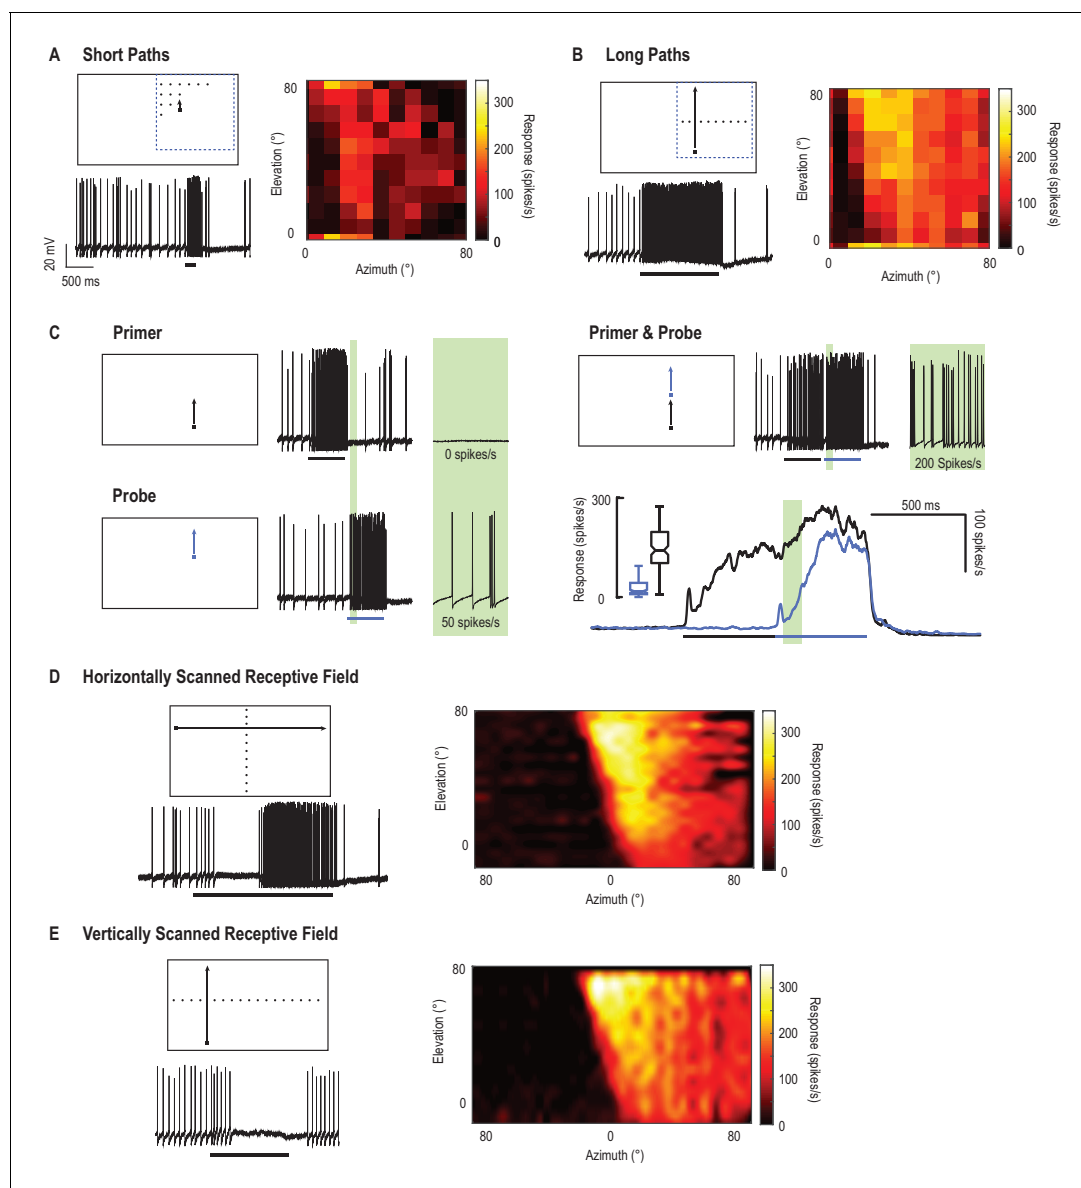 A Short Paths
80
Elevation (°)
0
0
80
Azimuth (°)
300
200
100
0
Response (spikes/s)
20 mV
500 ms
B Long Paths
80
Elevation (°)
0
0
80
Azimuth (°)
300
200
100
0
Response (spikes/s)
C Primer
0 spikes/s
Probe
50 spikes/s
Primer & Probe
200 Spikes/s
300
Response (spikes/s)
0
500 ms
100 spikes/s
D Horizontally Scanned Receptive Field
80
Elevation (°)
0
80
0
80
Azimuth (°)
300
200
100
0
Response (spikes/s)
E Vertically Scanned Receptive Field
80
Elevation (°)
0
80
0
80
Azimuth (°)
300
200
100
0
Response (spikes/s)